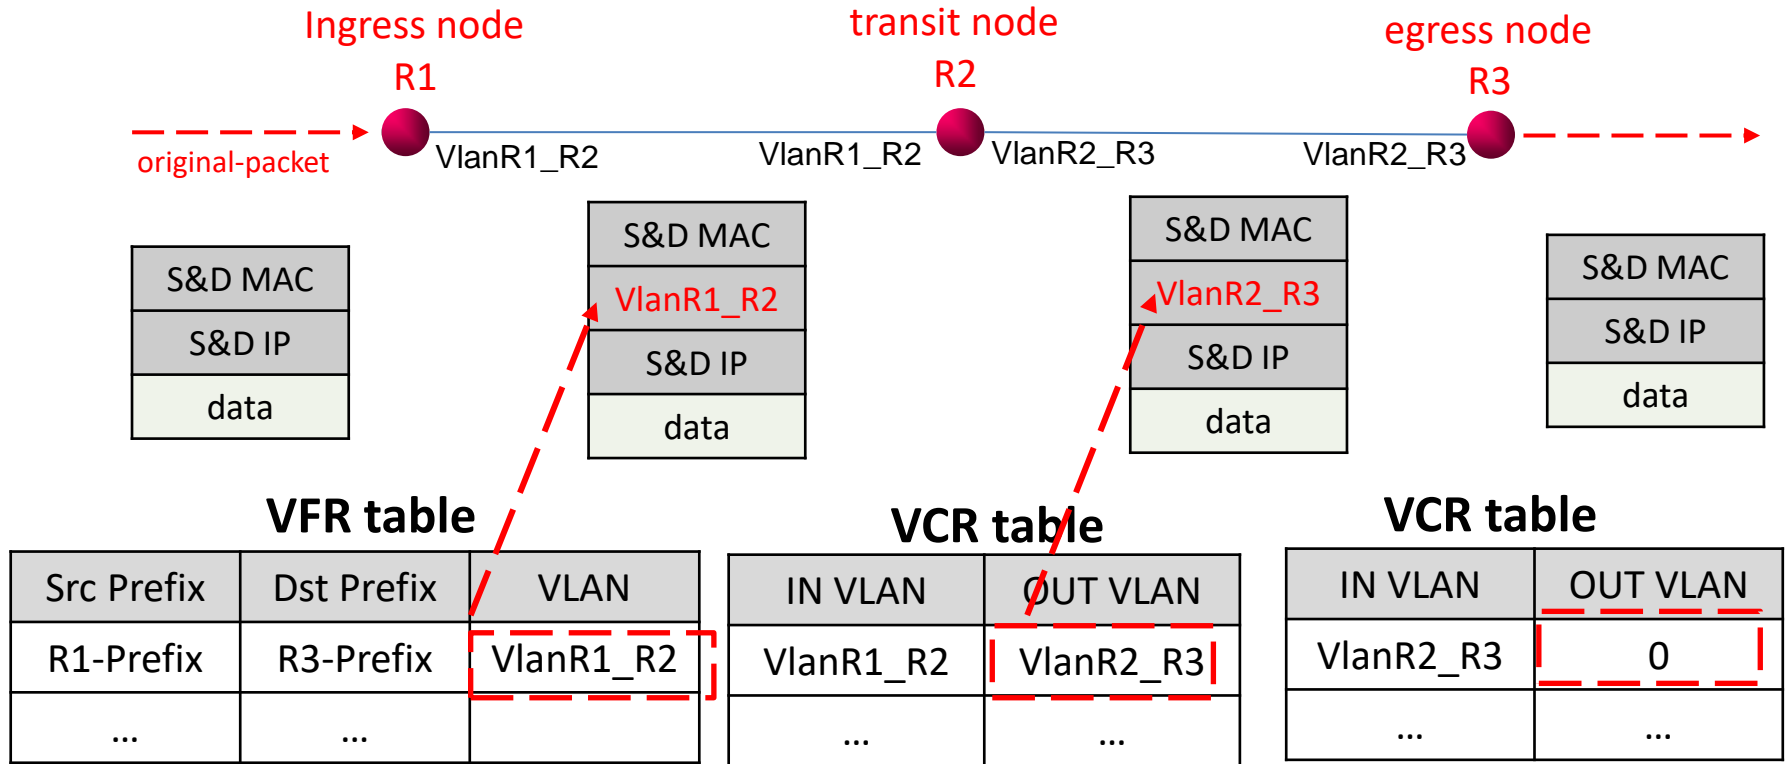 Ingress node
R1
transit node
R2
egress node
R3
original-packet
VlanR1_R2
VlanR1_R2
VlanR2_R3
VlanR2_R3
S&D MAC
S&D IP
data
S&D MAC
VlanR1_R2
S&D IP
data
S&D MAC
VlanR2_R3
S&D IP
data
S&D MAC
S&D IP
data
VFR table
Src Prefix Dst Prefix VLAN
R1-Prefix R3-Prefix VlanR1_R2
... ...
VCR table
IN VLAN OUT VLAN
VlanR1_R2 VlanR2_R3
... ...
VCR table
IN VLAN OUT VLAN
VlanR2_R3 0
... ...